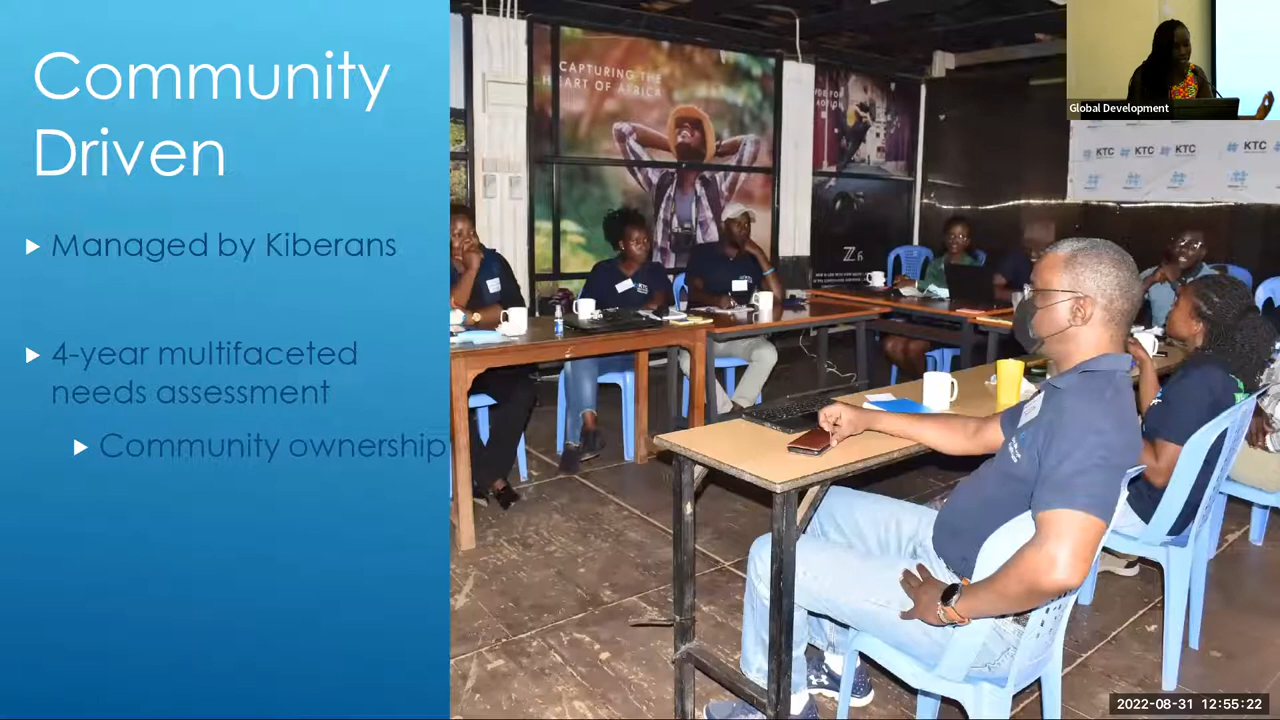 Community
Driven
Managed by Kiberans
4-year multifaceted
needs assessment
Community ownership
CAPTURING THE
HEART OF AFRICA
Global Development
KTC
KTC
KTC
KTC
Z6
KTC
2022-08-31 12:55:22